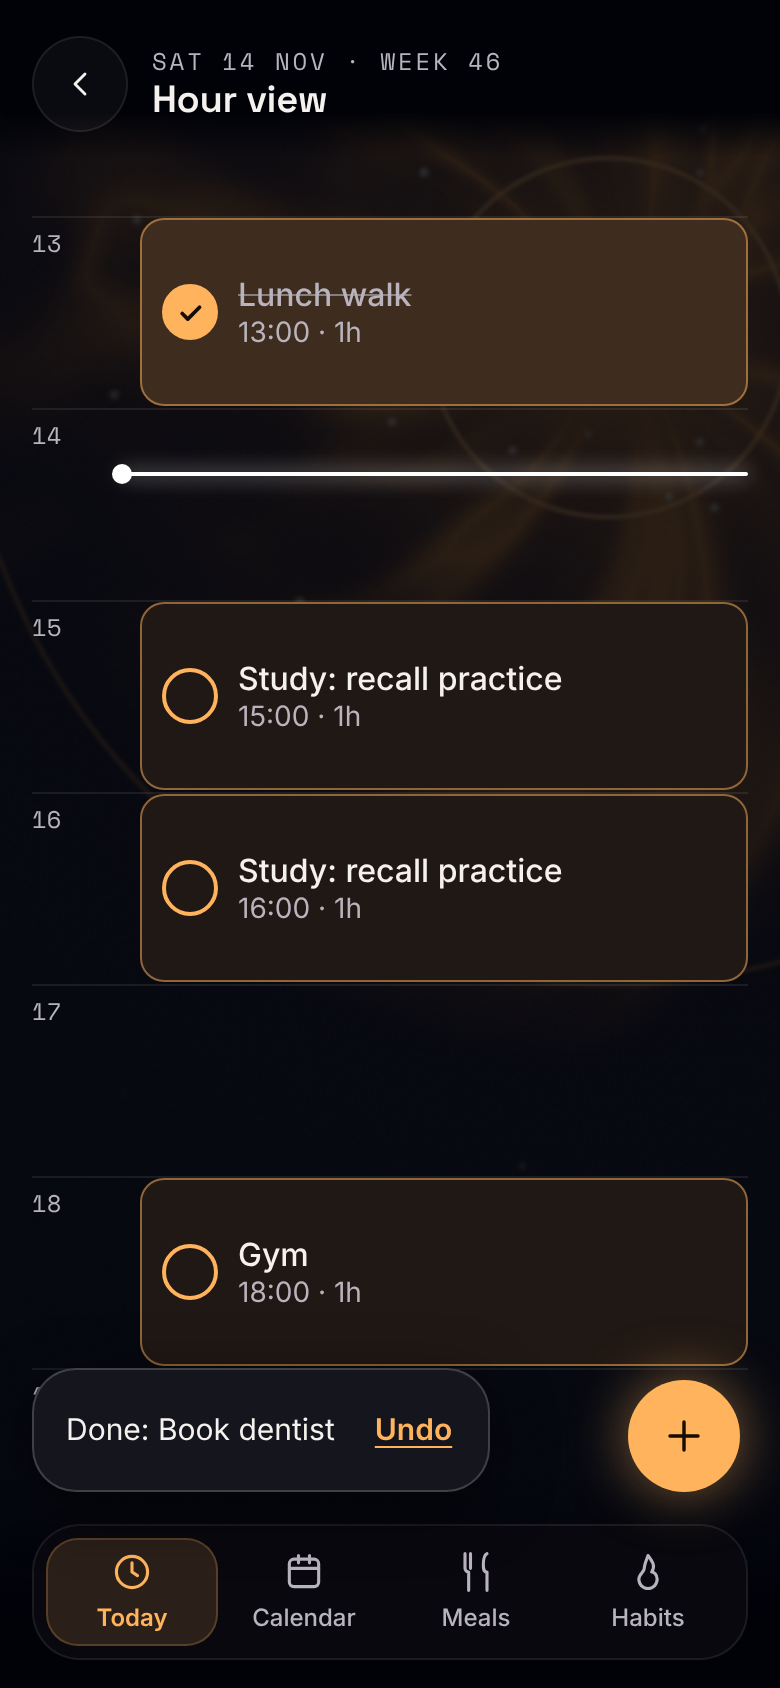 SAT 14 NOV · WEEK 46
Hour view
13
Lunch walk
13:00 · 1h
14
15
Study: recall practice
15:00 · 1h
16
Study: recall practice
16:00 · 1h
17
18
Gym
18:00 · 1h
Done: Book dentist Undo
Today Calendar Meals Habits